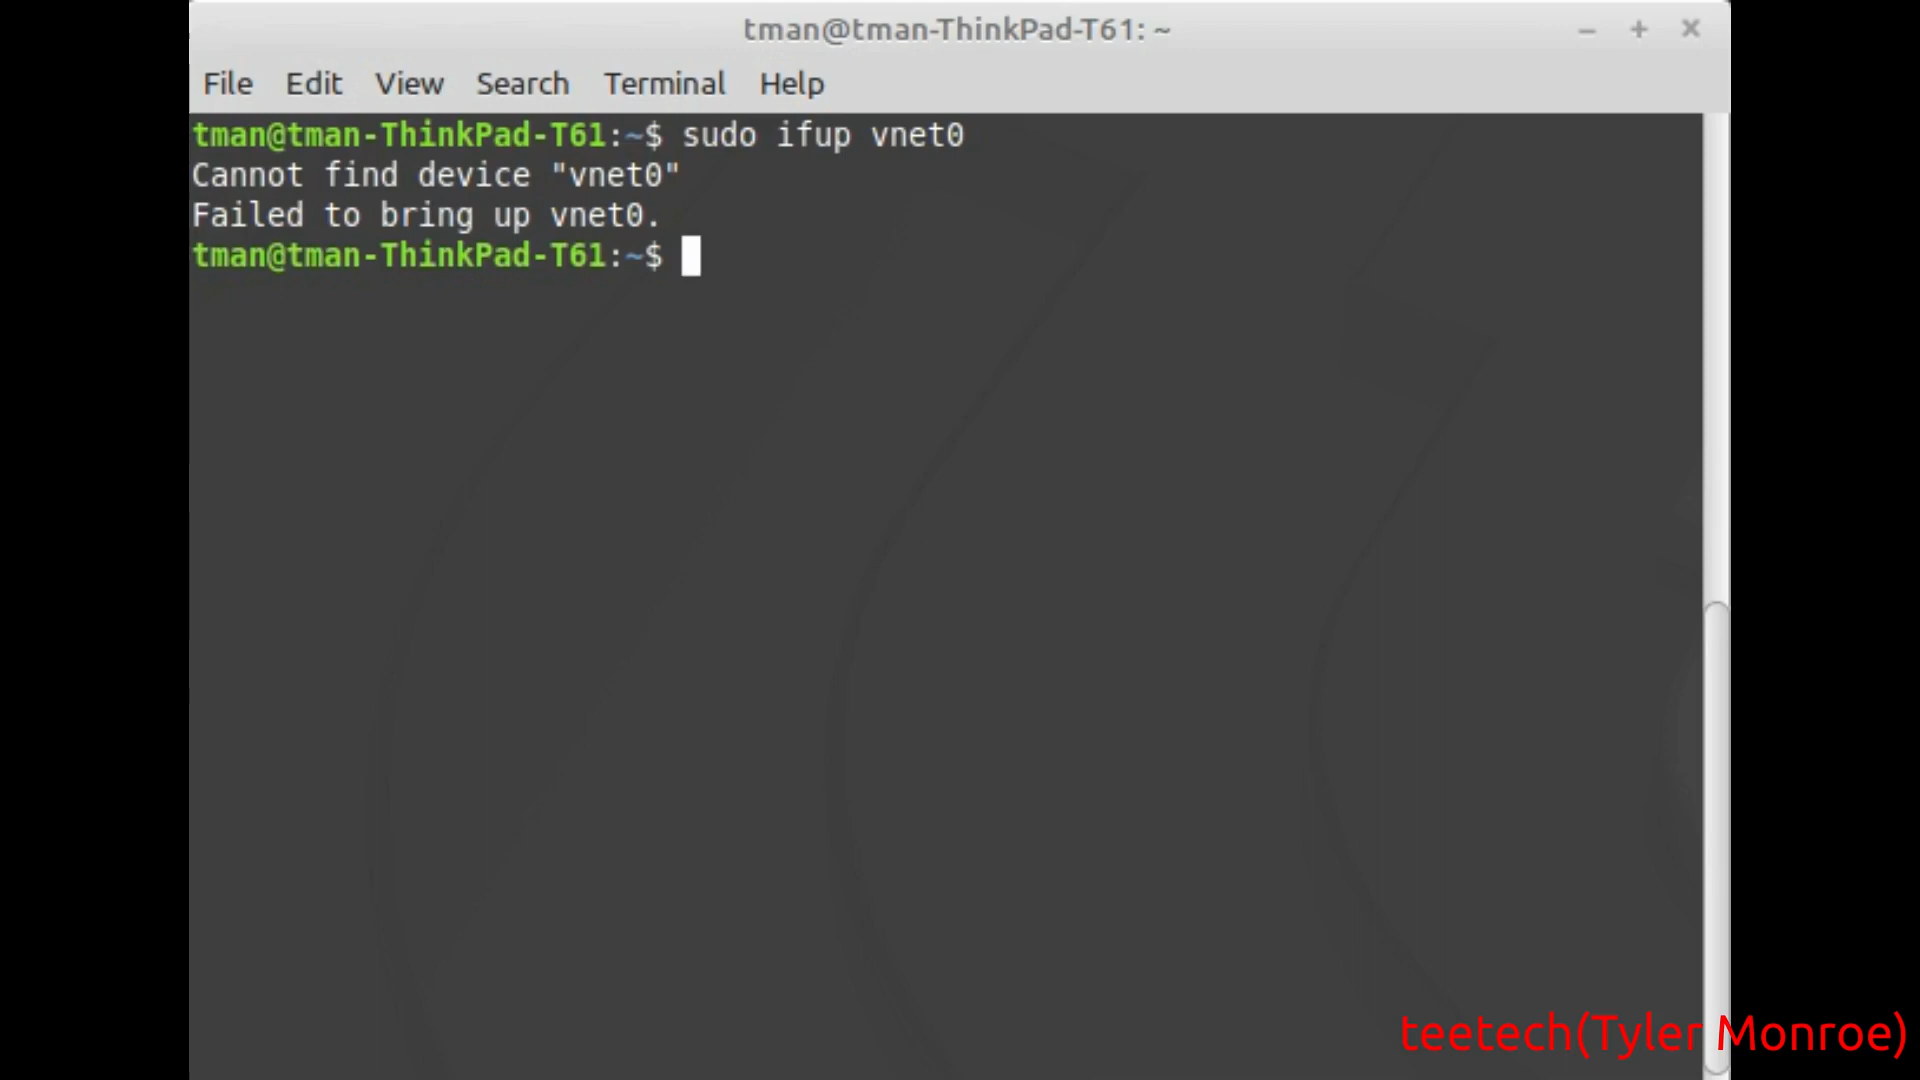 tman@tman-ThinkPad-T61: ~
File Edit View Search Terminal Help
tman@tman-ThinkPad-T61:~$ sudo ifup vnet0
Cannot find device "vnet0"
Failed to bring up vnet0.
tman@tman-ThinkPad-T61:~$
teetech(Tyler Monroe)